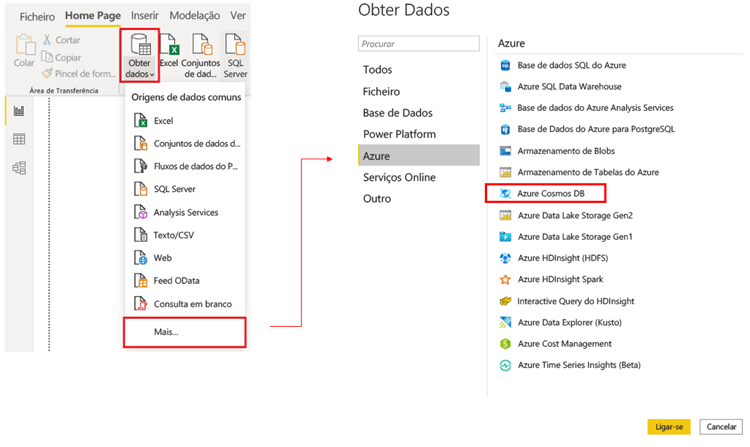 Ficheiro Home Page Inserir Modelação Ver
Colar
Cortar
Copiar
Pincel de form...
Área de Transferência
Obter dados
Excel
Conjuntos de dad...
SQL Server
Origens de dados comuns
Excel
Conjuntos de dados d...
Fluxos de dados do P...
SQL Server
Analysis Services
Texto/CSV
Web
Feed OData
Consulta em branco
Mais...
Obter Dados
Procurar
Todos
Ficheiro
Base de Dados
Power Platform
Azure
Serviços Online
Outro
Azure
Base de dados SQL do Azure
Azure SQL Data Warehouse
Base de dados do Azure Analysis Services
Base de Dados do Azure para PostgreSQL
Armazenamento de Blobs
Armazenamento de Tabelas do Azure
Azure Cosmos DB
Azure Data Lake Storage Gen2
Azure Data Lake Storage Gen1
Azure HDInsight (HDFS)
Azure HDInsight Spark
Interactive Query do HDInsight
Azure Data Explorer (Kusto)
Azure Cost Management
Azure Time Series Insights (Beta)
Ligar-se Cancelar